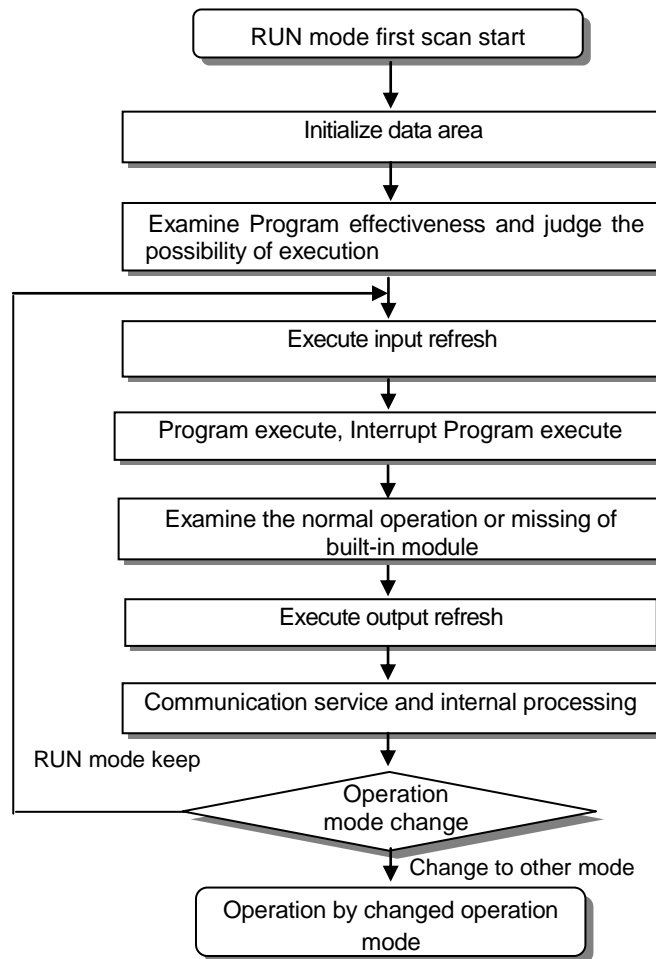 RUN mode first scan start
Initialize data area
Examine Program effectiveness and judge the
possibility of execution
Execute input refresh
Program execute, Interrupt Program execute
Examine the normal operation or missing of
built-in module
Execute output refresh
Communication service and internal processing
RUN mode keep
Operation
mode change
Change to other mode
Operation by changed operation
mode